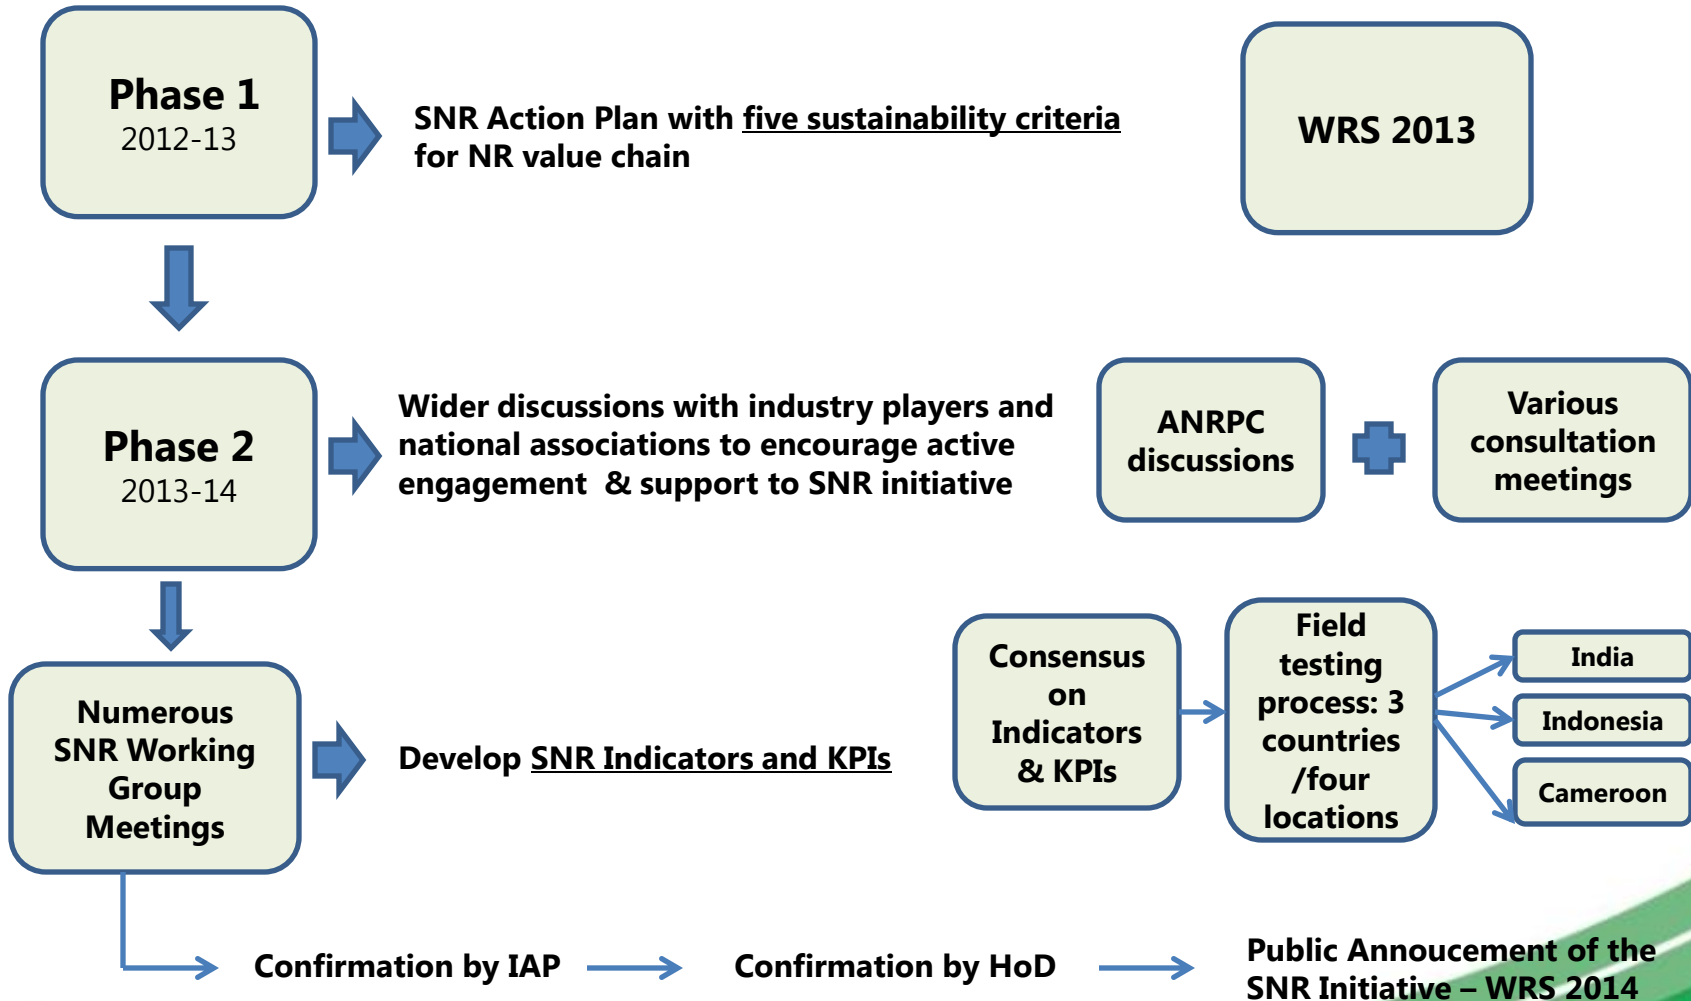 Phase 1
2012-13
SNR Action Plan with five sustainability criteria
for NR value chain
WRS 2013
Phase 2
2013-14
Wider discussions with industry players and
national associations to encourage active
engagement & support to SNR initiative
ANRPC
discussions
Various
consultation
meetings
Numerous
SNR Working
Group
Meetings
Develop SNR Indicators and KPIs
Consensus
on
Indicators
& KPIs
Field
testing
process: 3
countries
/four
locations
India
Indonesia
Cameroon
Confirmation by IAP
Confirmation by HoD
Public Annoucement of the
SNR Initiative – WRS 2014